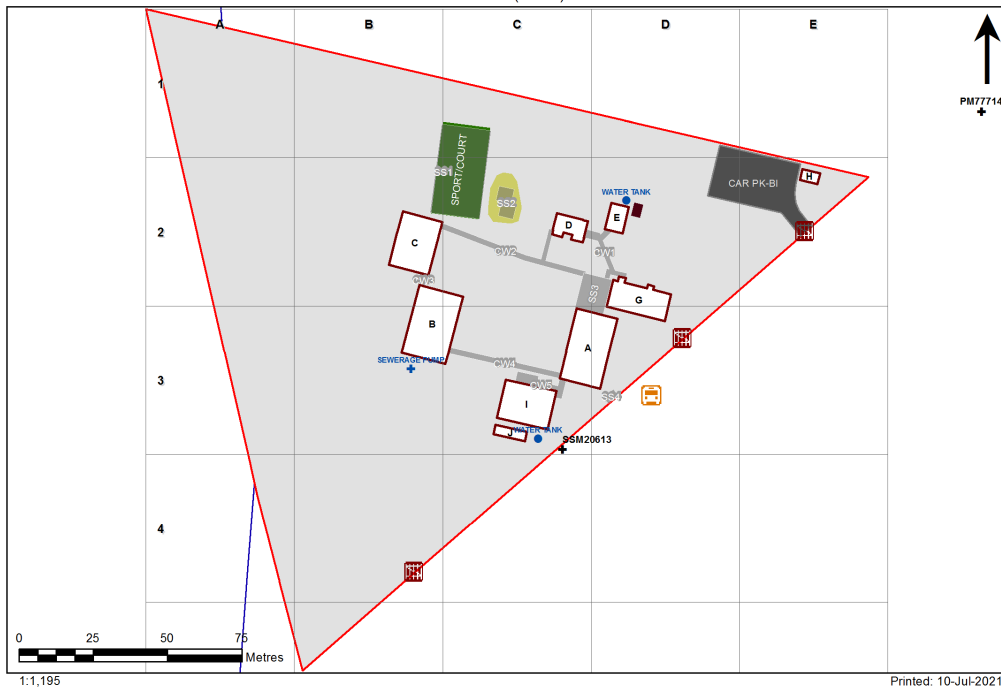 A B C D E
1
PM77714
SPORT/COURT
SS1
CAR PK-BI
H
WATER TANK
SS2
E
D
2
C
CW2
CW1
CW3
SS3
G
B
A
SEWERAGE PUMP
CW4
3
CW5
SS4
I
J
WATER TANK
SSM20613
4
0 25 50 75
Metres
1:1,195
Printed: 10-Jul-2021